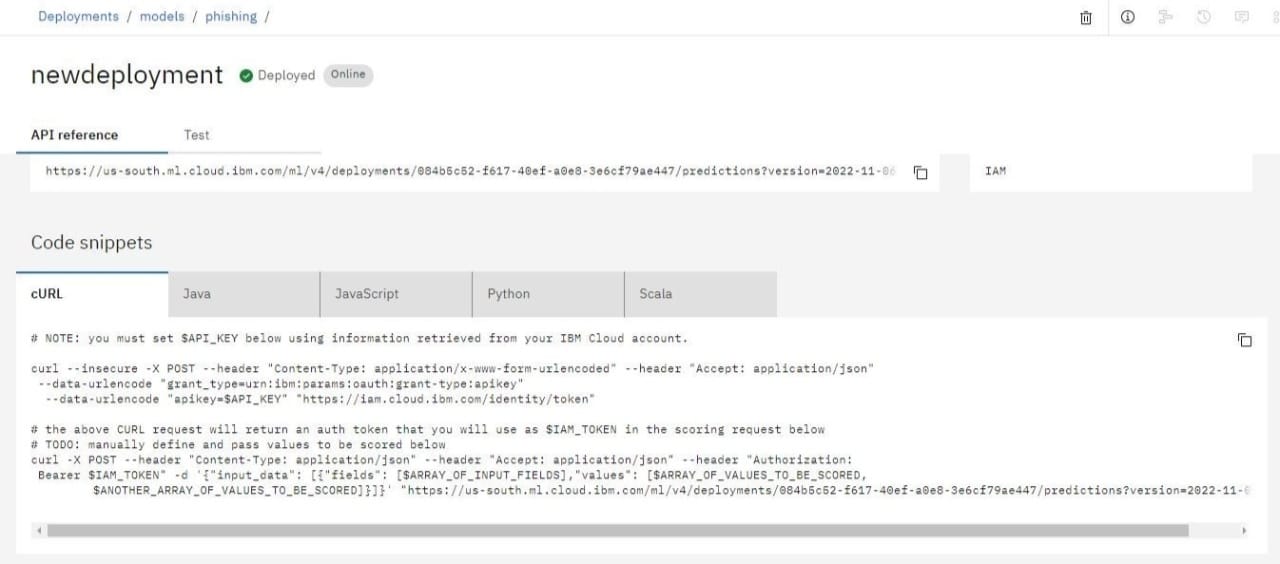 Deployments / models / phishing /
newdeployment Deployed Online
API reference Test
https://us-south.ml.cloud.ibm.com/ml/v4/deployments/084b5c52-f617-40ef-a0e8-3e6cf79ae447/predictions?version=2022-11-06 IAM
Code snippets
cURL Java JavaScript Python Scala
# NOTE: you must set $API_KEY below using information retrieved from your IBM Cloud account.
curl --insecure -X POST --header "Content-Type: application/x-www-form-urlencoded" --header "Accept: application/json"
--data-urlencode "grant_type=urn:ibm:params:oauth:grant-type:apikey"
--data-urlencode "apikey=$API_KEY" "https://iam.cloud.ibm.com/identity/token"
# the above CURL request will return an auth token that you will use as $IAM_TOKEN in the scoring request below
# TODO: manually define and pass values to be scored below
curl -X POST --header "Content-Type: application/json" --header "Accept: application/json" --header "Authorization:
Bearer $IAM_TOKEN" -d '{"input_data": [{"fields": [$ARRAY_OF_INPUT_FIELDS],"values": [$ARRAY_OF_VALUES_TO_BE_SCORED,
$ANOTHER_ARRAY_OF_VALUES_TO_BE_SCORED]}]}' "https://us-south.ml.cloud.ibm.com/ml/v4/deployments/084b5c52-f617-40ef-a0e8-3e6cf79ae447/predictions?version=2022-11-